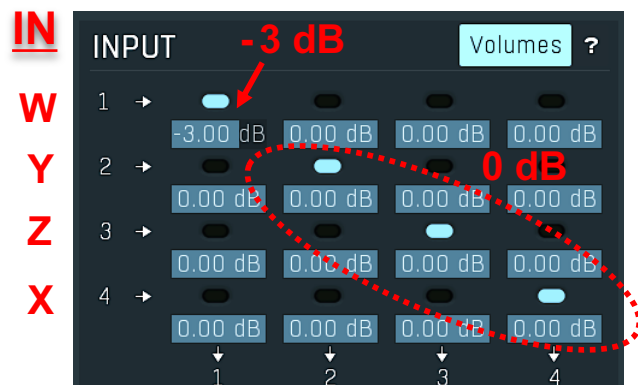 IN
INPUT - 3 dB Volumes ?
W 1
-3.00 dB 0.00 dB 0.00 dB 0.00 dB
Y 2 0 dB
0.00 dB 0.00 dB 0.00 dB 0.00 dB
Z 3
0.00 dB 0.00 dB 0.00 dB 0.00 dB
X 4
0.00 dB 0.00 dB 0.00 dB 0.00 dB
1 2 3 4